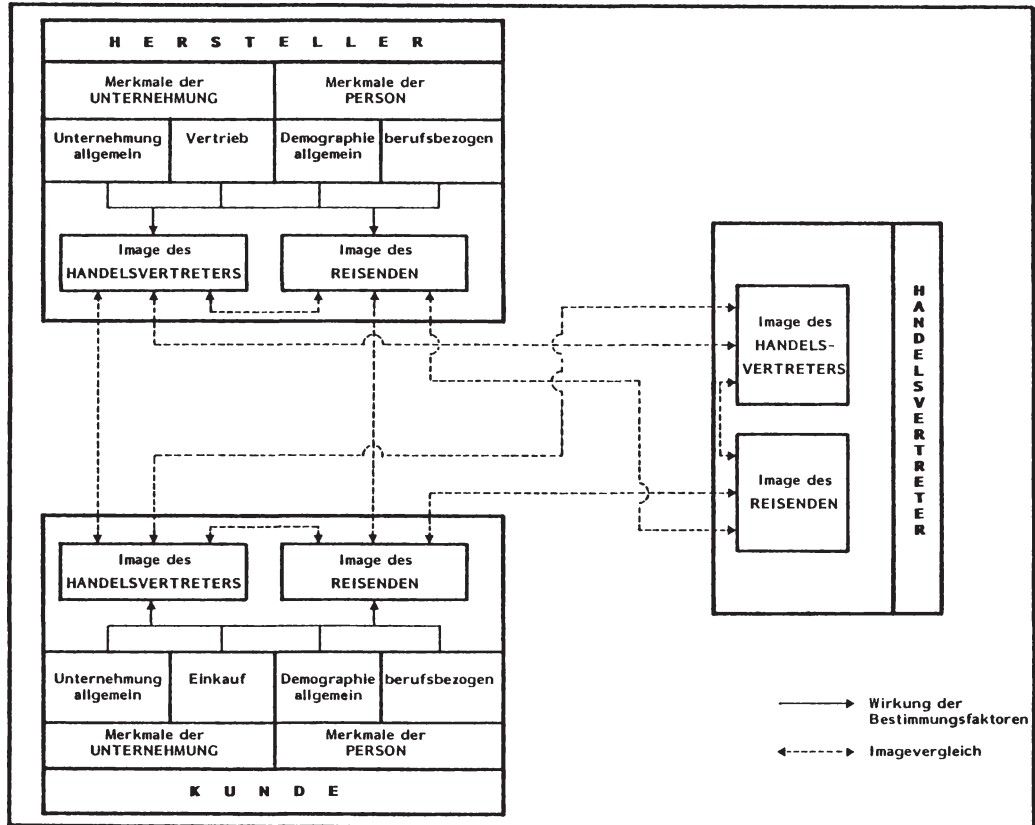 HERSTELLER
Merkmale der
UNTERNEHMUNG
Merkmale der
PERSON
Unternehmung
allgemein
Vertrieb
Demographie
allgemein
berufsbezogen
Image des
HANDELSVERTRETERS
Image des
REISENDEN
Image des
HANDELS-
VERTRETERS
Image des
REISENDEN
HANDELSVERTRETER
Image des
HANDELSVERTRETERS
Image des
REISENDEN
Unternehmung
allgemein
Einkauf
Demographie
allgemein
berufsbezogen
Merkmale der
UNTERNEHMUNG
Merkmale der
PERSON
KUNDE
Wirkung der
Bestimmungsfaktoren
Imagevergleich